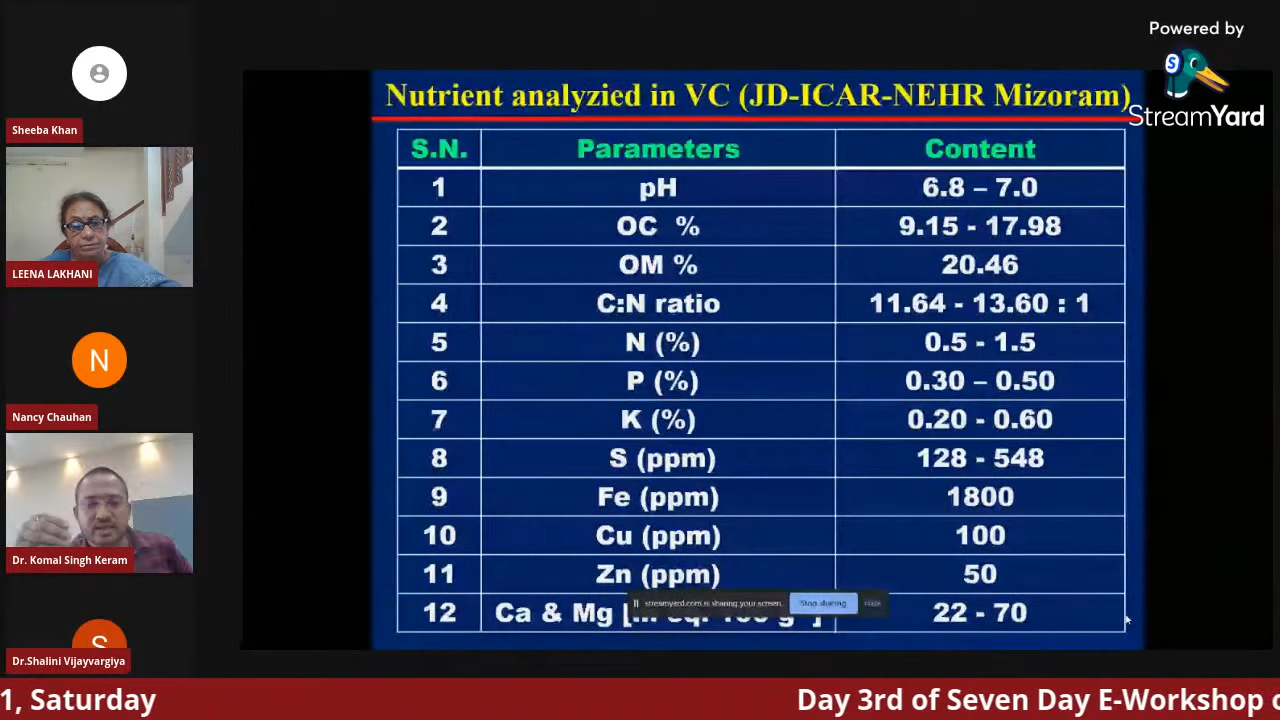 Powered by
StreamYard
Sheeba Khan
LEENA LAKHANI
N
Nancy Chauhan
Dr. Komal Singh Keram
S
Dr.Shalini Vijayvargiya
Nutrient analyzied in VC (JD-ICAR-NEHR Mizoram)
S.N. Parameters Content
1 pH 6.8 – 7.0
2 OC % 9.15 - 17.98
3 OM % 20.46
4 C:N ratio 11.64 - 13.60 : 1
5 N (%) 0.5 - 1.5
6 P (%) 0.30 – 0.50
7 K (%) 0.20 - 0.60
8 S (ppm) 128 - 548
9 Fe (ppm) 1800
10 Cu (ppm) 100
11 Zn (ppm) 50
streamyard.com is sharing your screen. Stop sharing Hide
12 Ca & Mg [ ] 22 - 70
1, Saturday Day 3rd of Seven Day E-Workshop